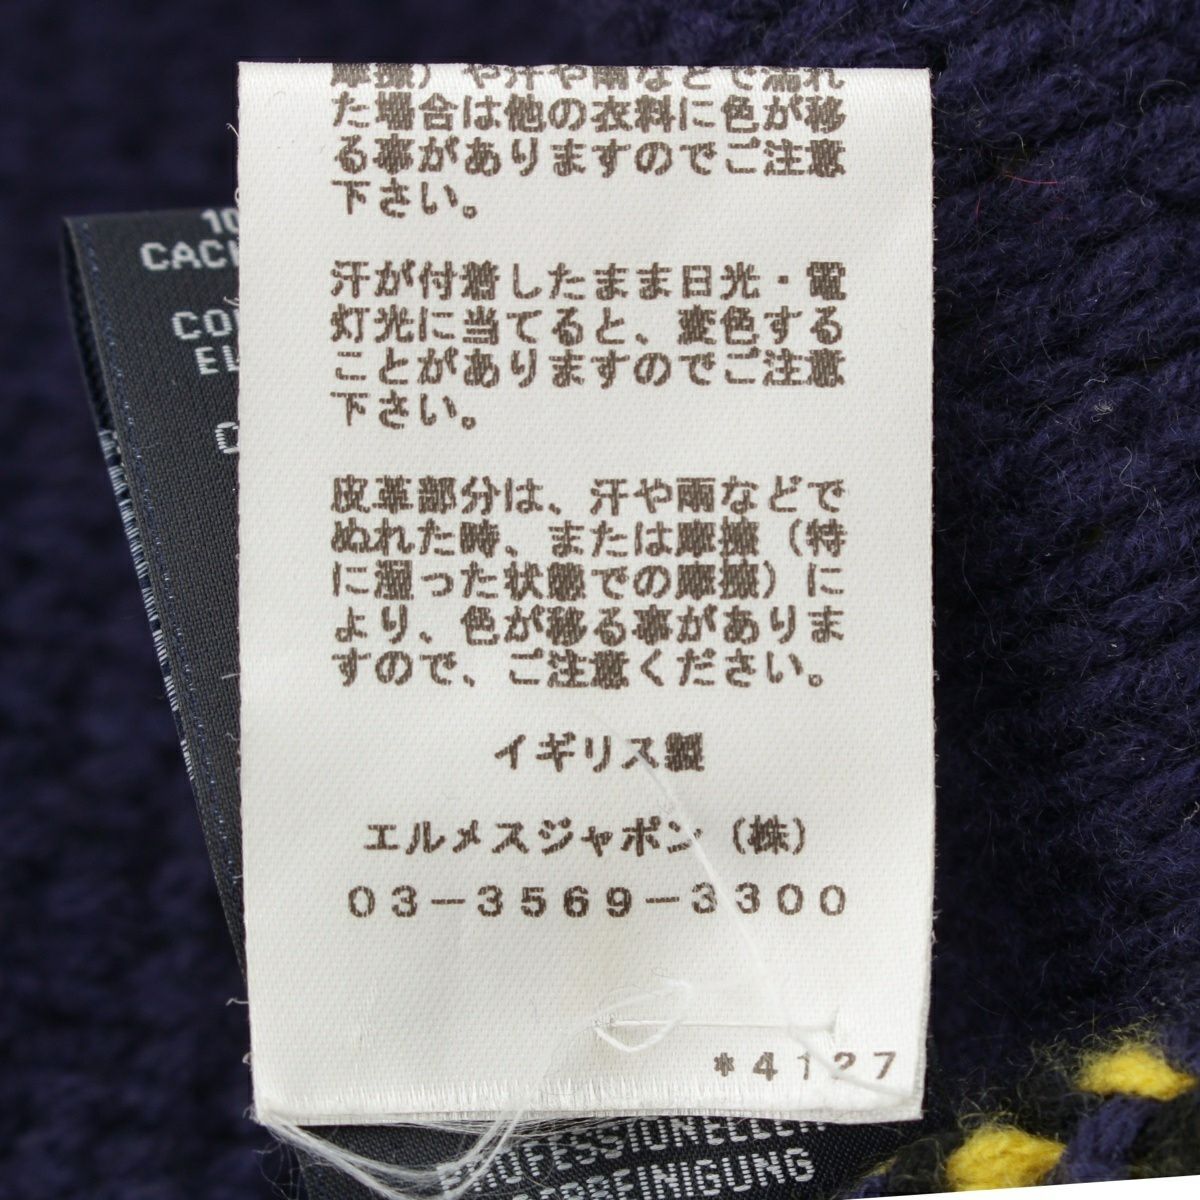 摩擦）や汗や雨などで濡れ
た場合は他の衣料に色が移
る事がありますのでご注意
下さい。
汗が付着したまま日光・電
灯光に当てると、変色する
ことがありますのでご注意
下さい。
皮革部分は、汗や雨などで
ぬれた時、または摩擦（特
に湿った状態での摩擦）に
より、色が移る事がありま
すので、ご注意ください。
イギリス製
エルメスジャポン（株）
03-3569-3300
*4127
10
CACH
COL
EL
C
PROFESSIONELLER